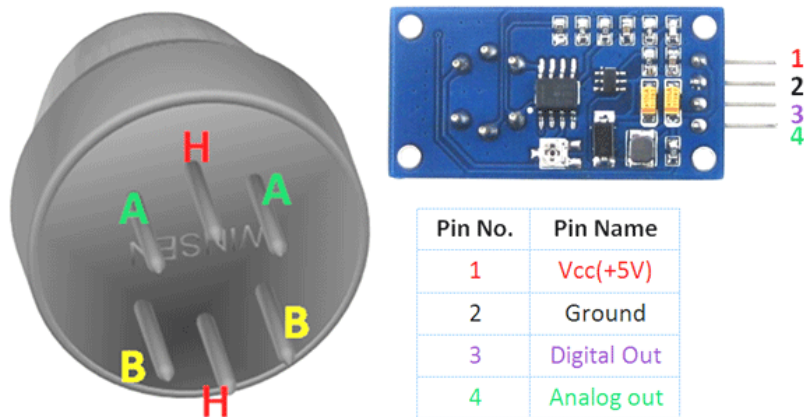 H
A
A
WINSEN
B
B
H
1
2
3
4
Pin No. Pin Name
1 Vcc(+5V)
2 Ground
3 Digital Out
4 Analog out